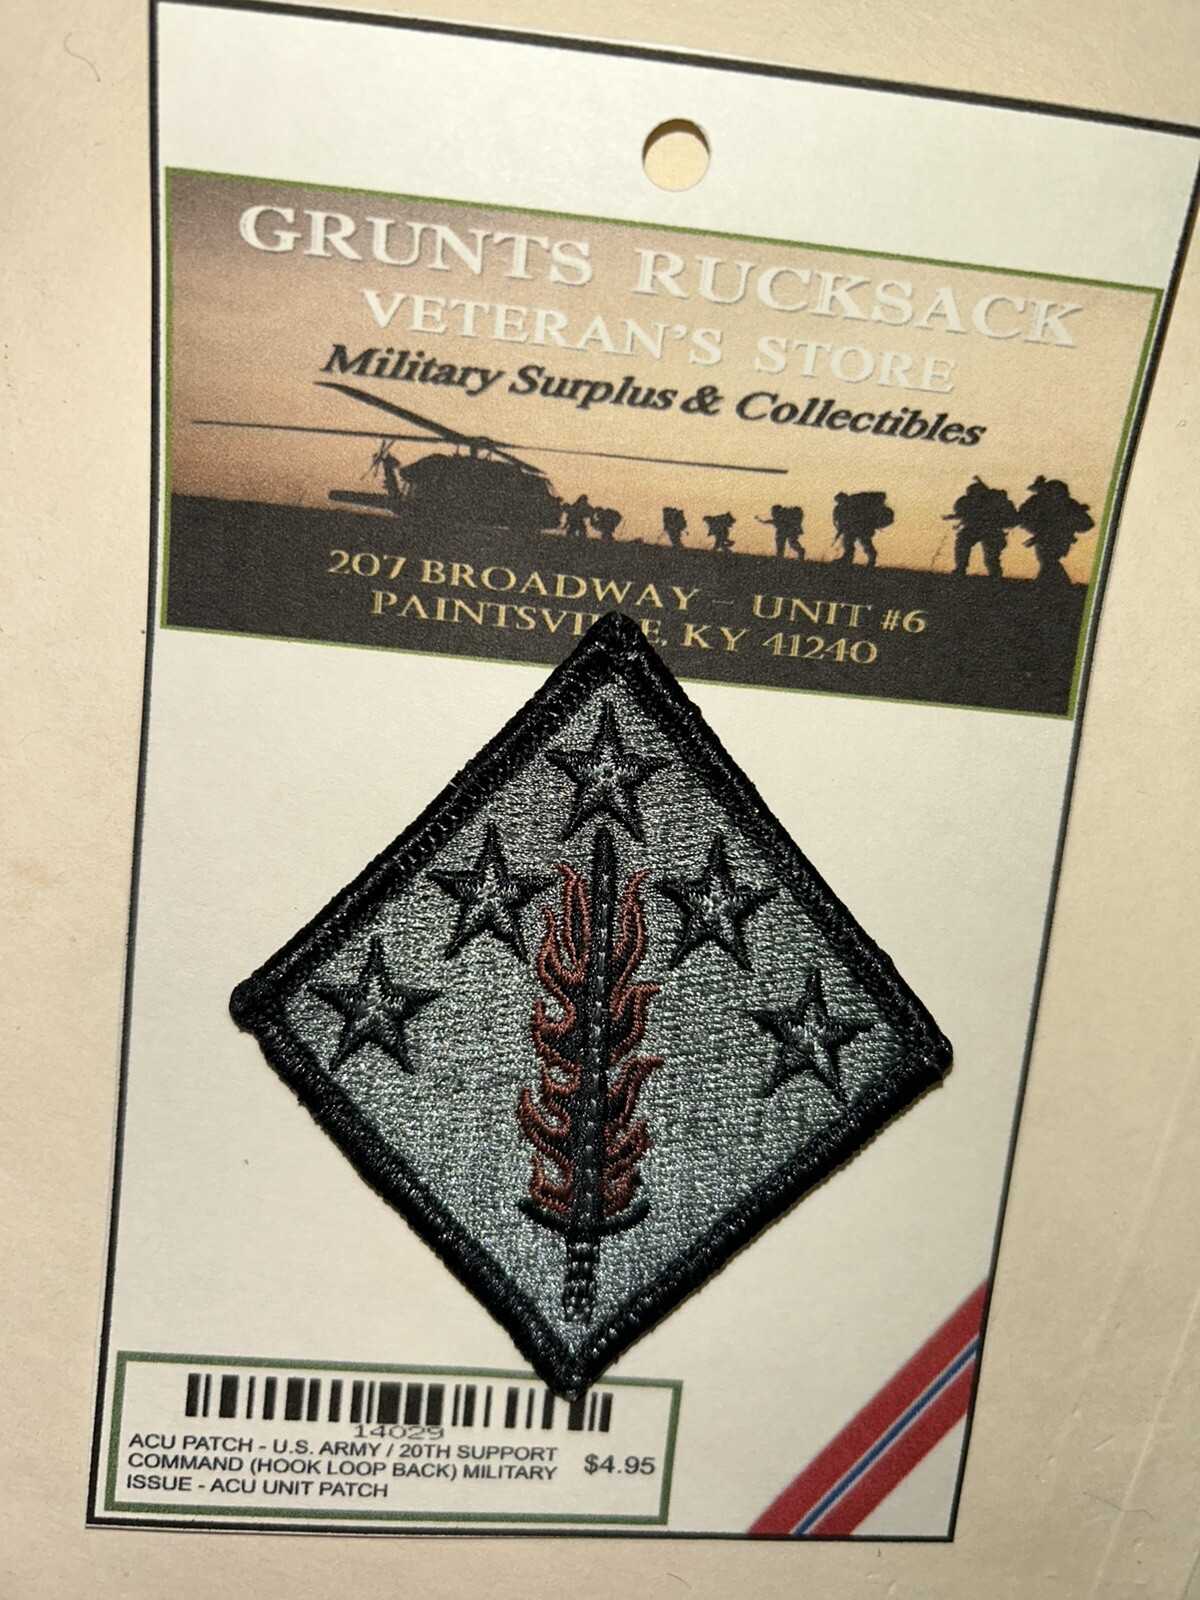 GRUNTS RUCKSACK
VETERAN'S STORE
Military Surplus & Collectibles
207 BROADWAY - UNIT #6
PAINTSVILLE, KY 41240
14029
ACU PATCH - U.S. ARMY / 20TH SUPPORT
COMMAND (HOOK LOOP BACK) MILITARY
ISSUE - ACU UNIT PATCH
$4.95